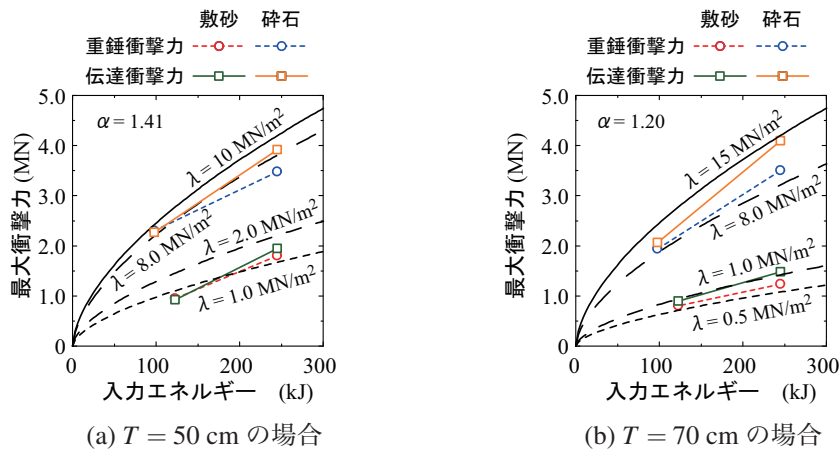 敷砂 砕石
重錘衝撃力
伝達衝撃力
5.0
4.0
3.0
2.0
1.0
0
最大衝撃力 (MN)
α = 1.41
λ = 10 MN/m²
λ = 8.0 MN/m²
λ = 2.0 MN/m²
λ = 1.0 MN/m²
0 100 200 300
入力エネルギー (kJ)
(a) T = 50 cm の場合
敷砂 砕石
重錘衝撃力
伝達衝撃力
5.0
4.0
3.0
2.0
1.0
0
最大衝撃力 (MN)
α = 1.20
λ = 15 MN/m²
λ = 8.0 MN/m²
λ = 1.0 MN/m²
λ = 0.5 MN/m²
0 100 200 300
入力エネルギー (kJ)
(b) T = 70 cm の場合